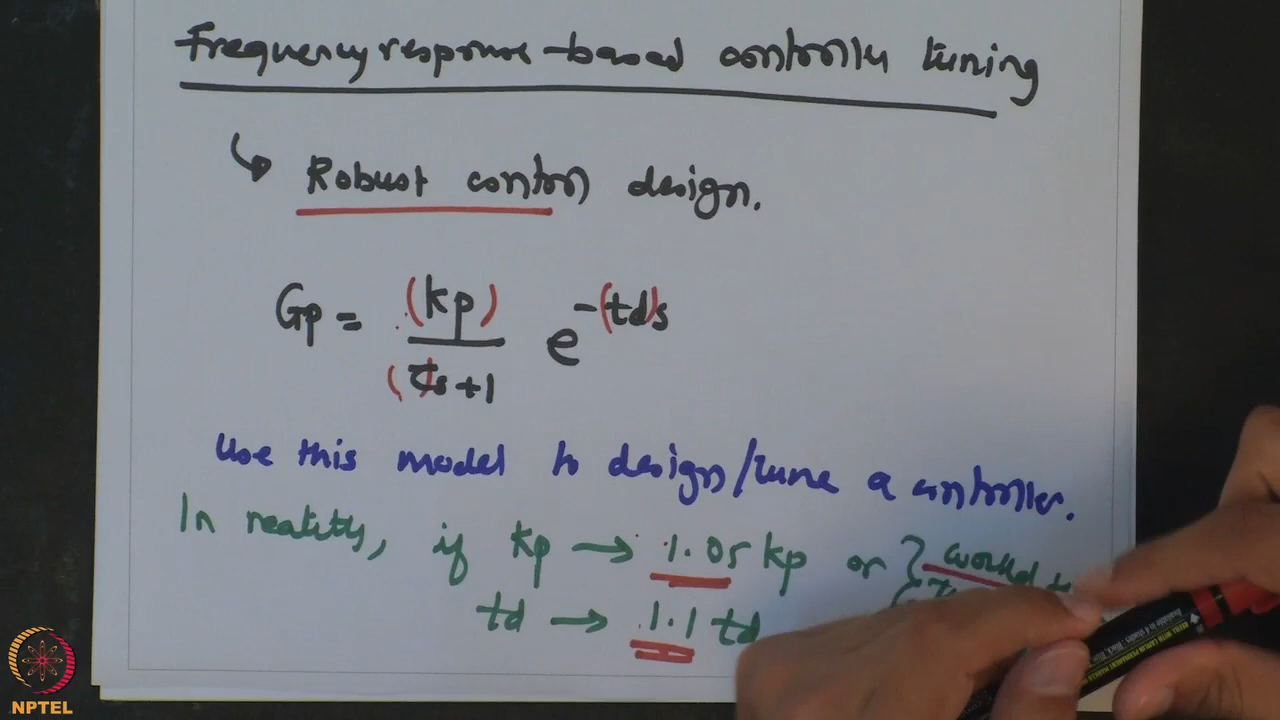 Frequency response-based controller tuning
↳ Robust control design.
Gp = (kp) / (τ)s+1 e^-(td)s
Use this model to design/tune a controller.
In reality, if kp → 1.05 kp or { would
td → 1.1 td
NPTEL